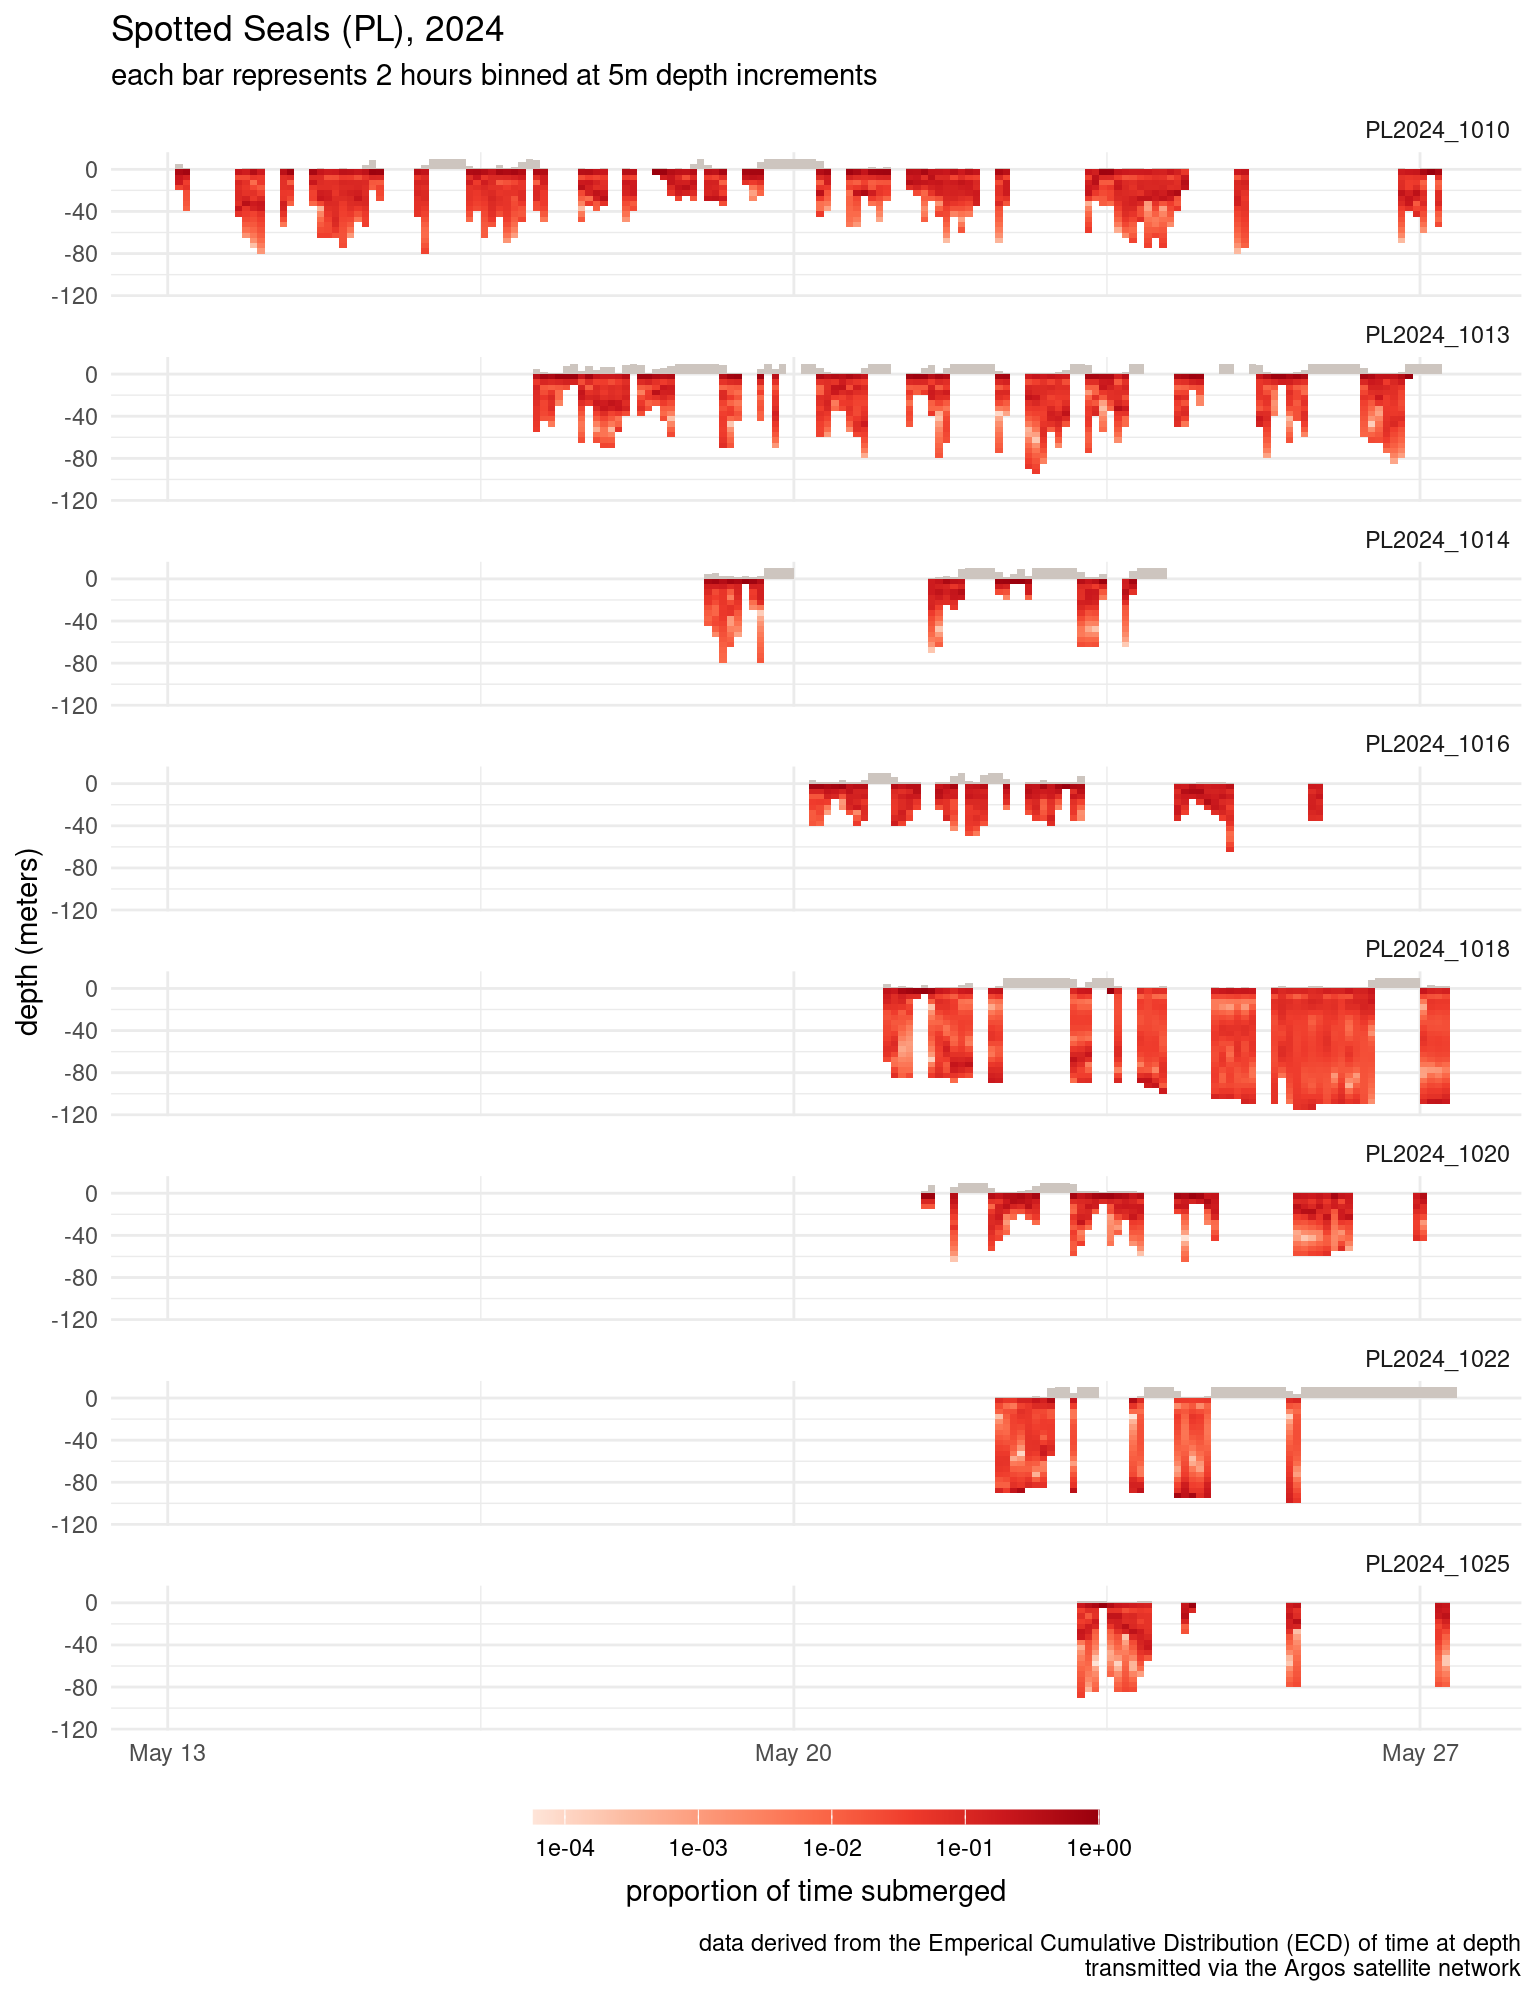 Spotted Seals (PL), 2024
each bar represents 2 hours binned at 5m depth increments
PL2024_1010
0
-40
-80
-120
PL2024_1013
0
-40
-80
-120
PL2024_1014
0
-40
-80
-120
PL2024_1016
0
-40
-80
-120
depth (meters)
PL2024_1018
0
-40
-80
-120
PL2024_1020
0
-40
-80
-120
PL2024_1022
0
-40
-80
-120
PL2024_1025
0
-40
-80
-120
May 13 May 20 May 27
1e-04 1e-03 1e-02 1e-01 1e+00
proportion of time submerged
data derived from the Emperical Cumulative Distribution (ECD) of time at depth
transmitted via the Argos satellite network